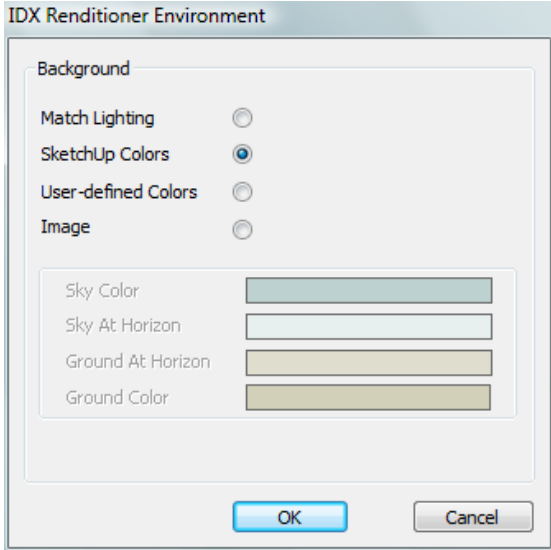 IDX Renditioner Environment
Background
Match Lighting
SketchUp Colors
User-defined Colors
Image
Sky Color
Sky At Horizon
Ground At Horizon
Ground Color
OK Cancel